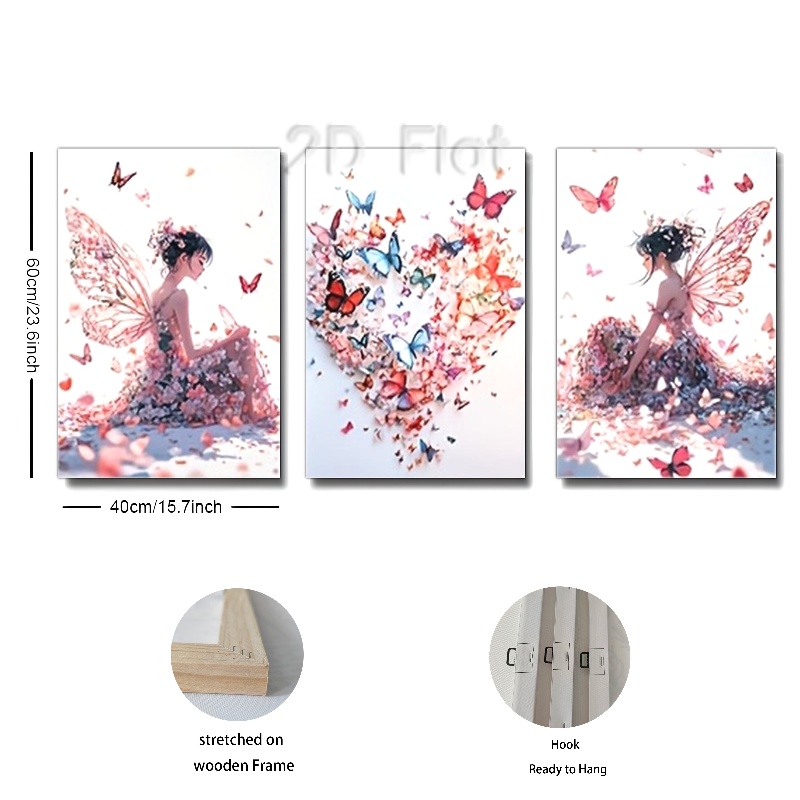 2D Flat
60cm/23.6inch
40cm/15.7inch
stretched on
wooden Frame
Hook
Ready to Hang